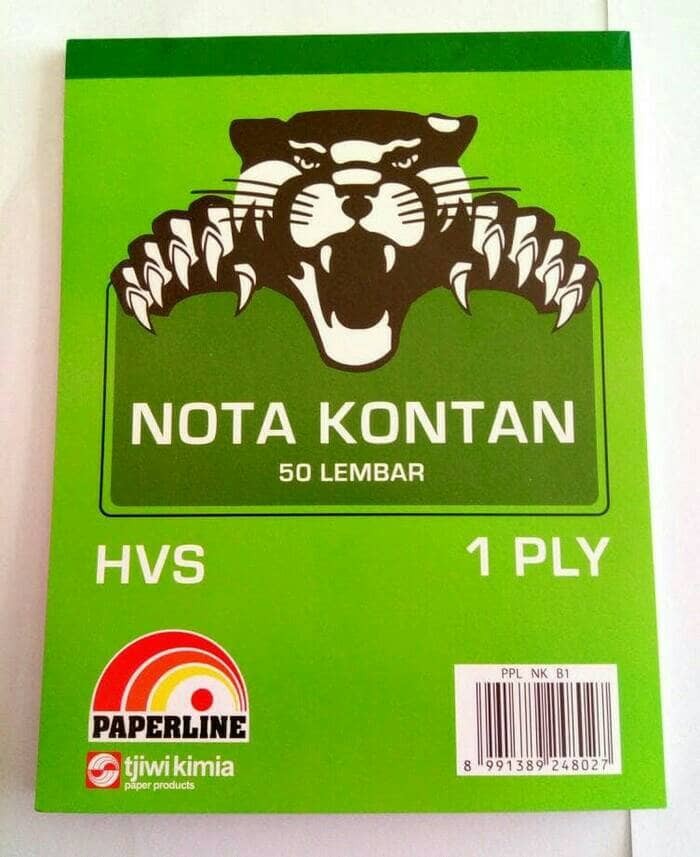 NOTA KONTAN
50 LEMBAR
HVS
1 PLY
PAPERLINE
tjiwi kimia
paper products
PPL NK B1
8 991389 248027